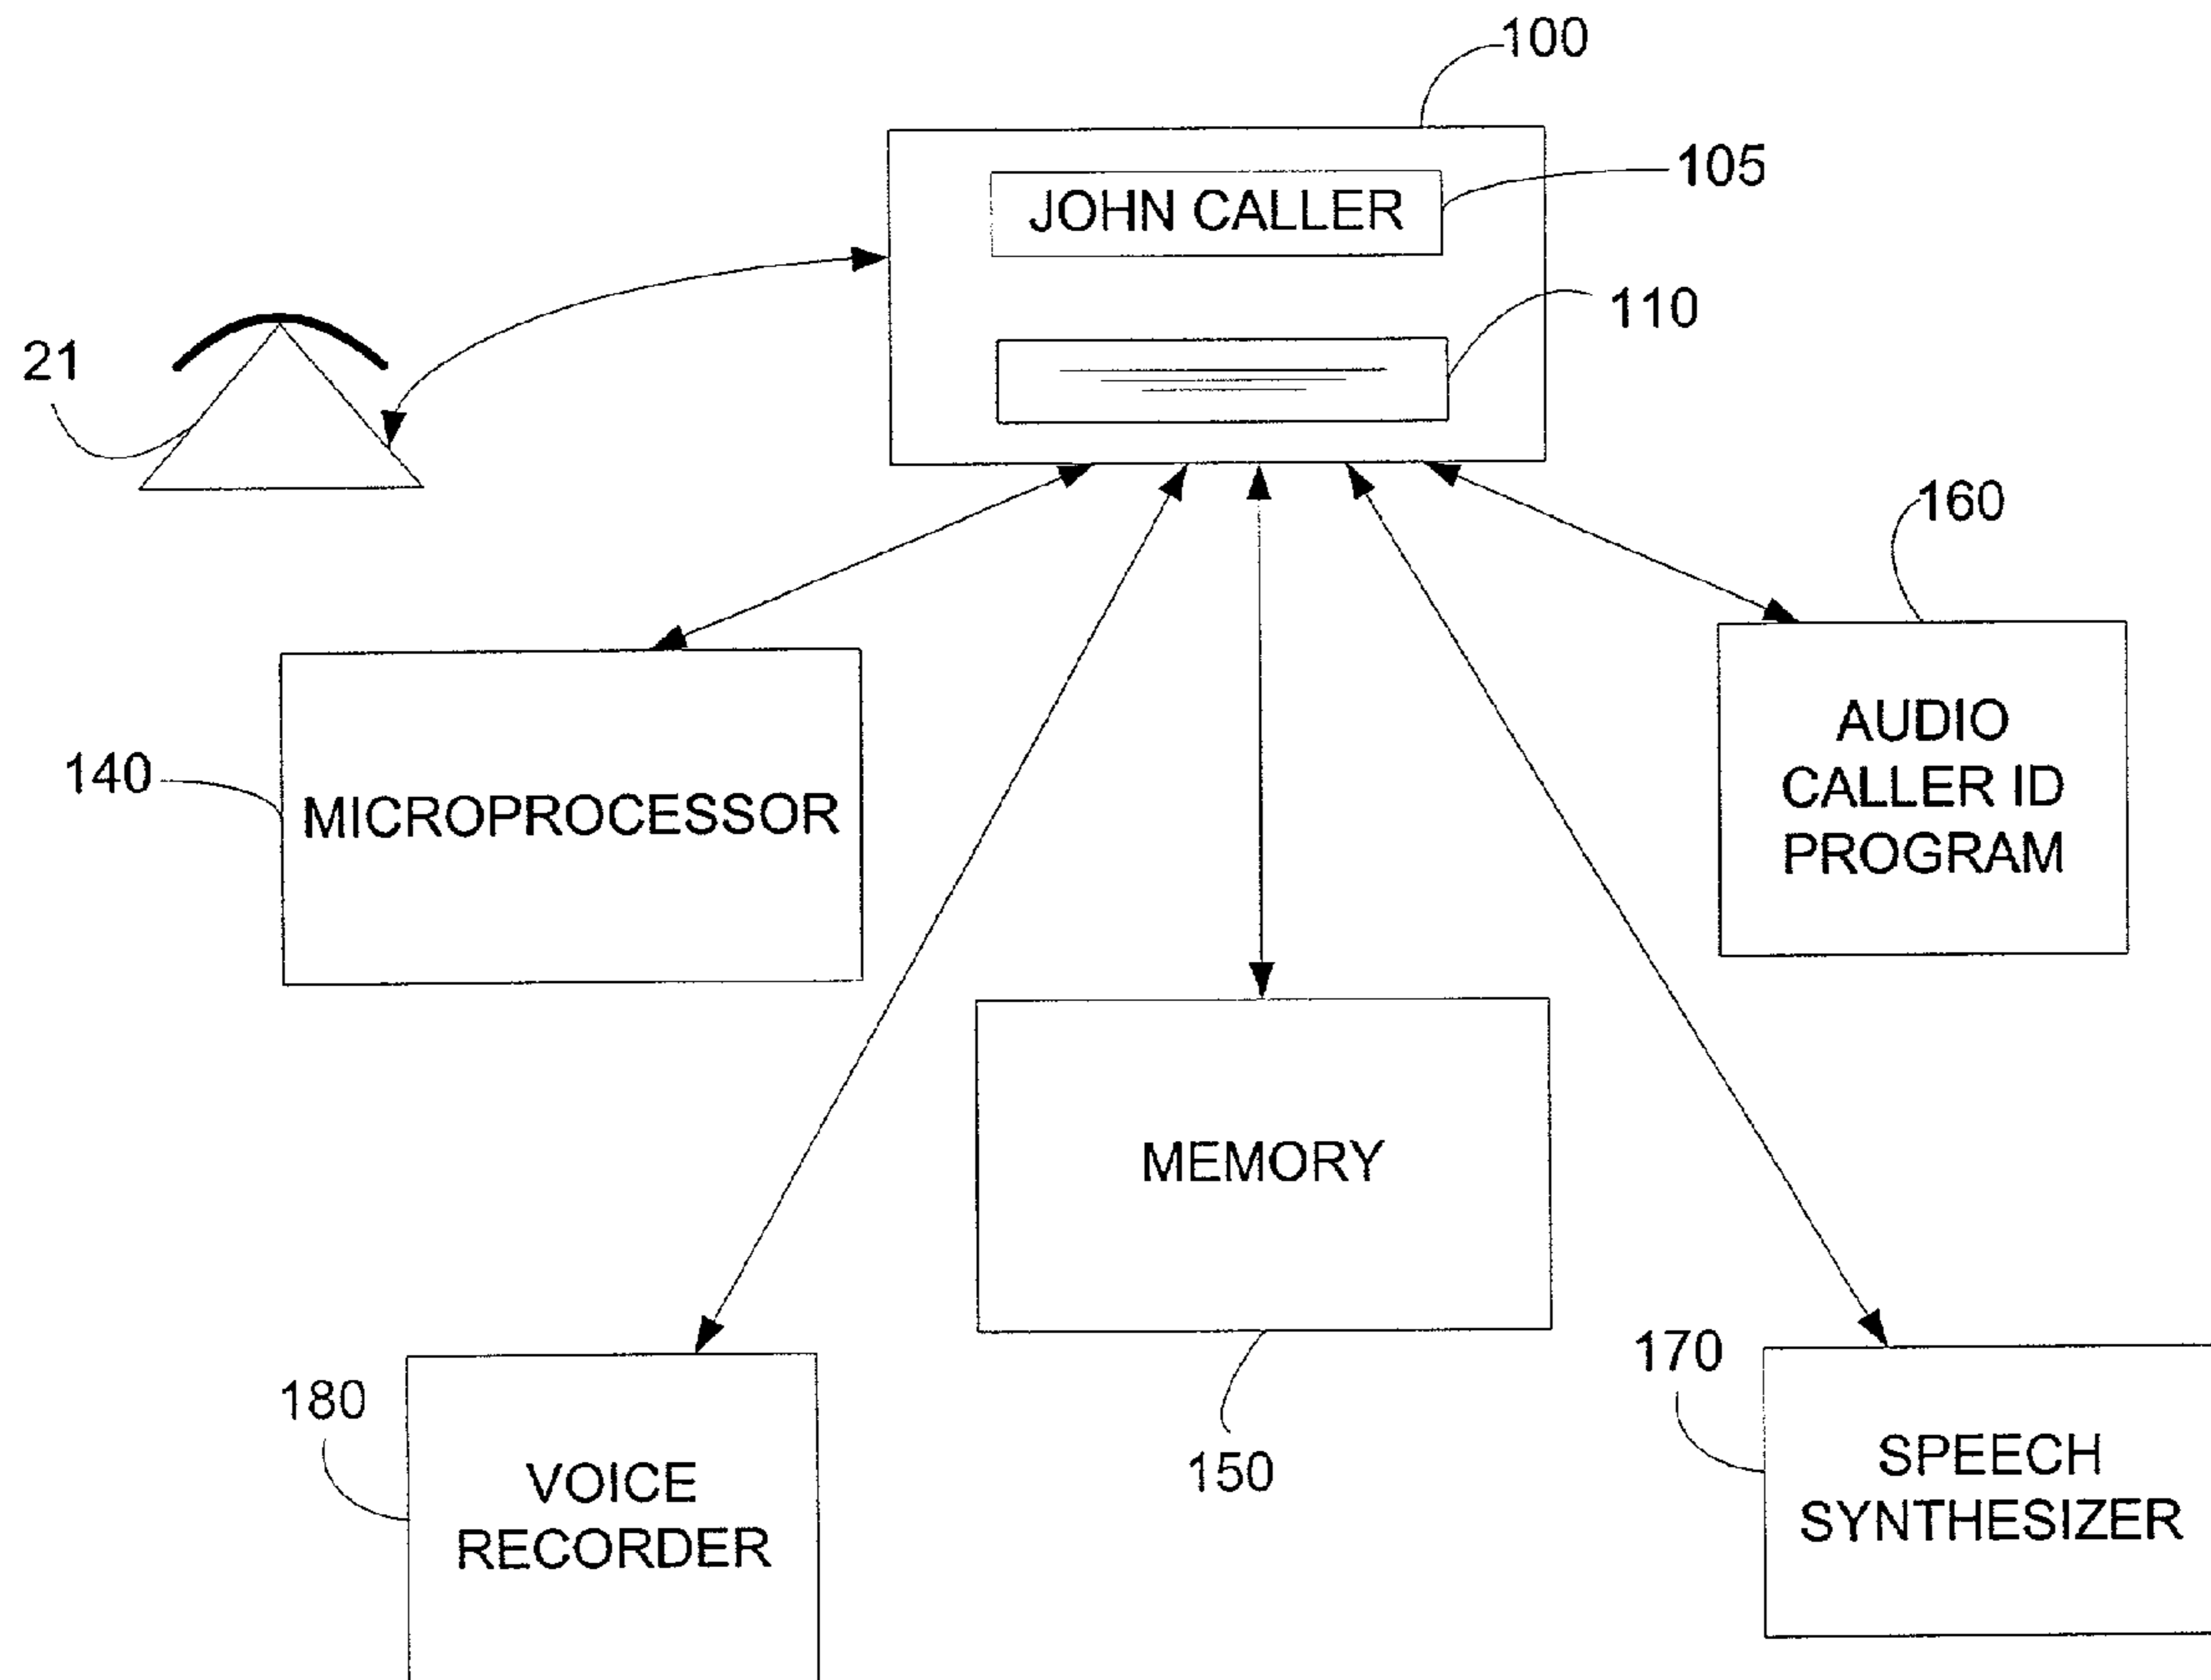 100
105
JOHN CALLER
110
21
160
AUDIO
CALLER ID
PROGRAM
140
MICROPROCESSOR
MEMORY
150
180
VOICE
RECORDER
170
SPEECH
SYNTHESIZER